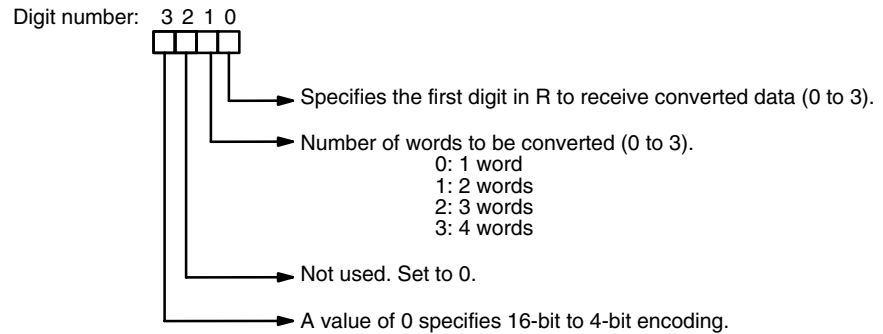 Digit number: 3 2 1 0
Specifies the first digit in R to receive converted data (0 to 3).
Number of words to be converted (0 to 3).
0: 1 word
1: 2 words
2: 3 words
3: 4 words
Not used. Set to 0.
A value of 0 specifies 16-bit to 4-bit encoding.